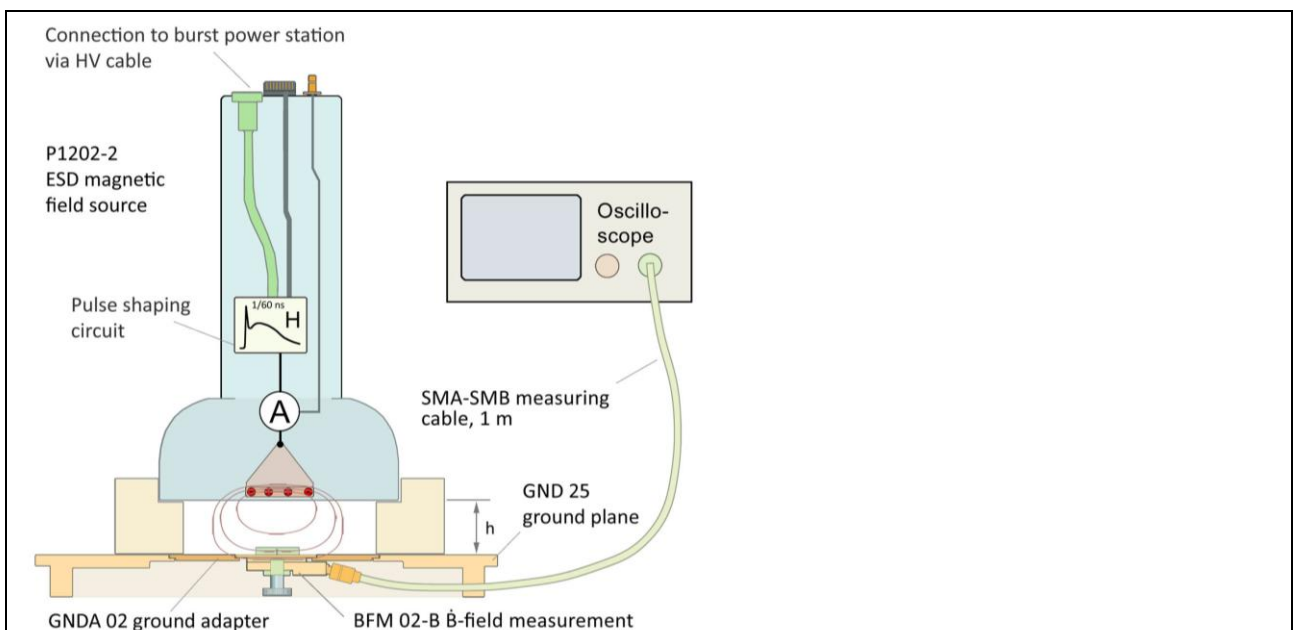 Connection to burst power station
via HV cable
P1202-2
ESD magnetic
field source
Oscillo-
scope
1/60 ns
H
Pulse shaping
circuit
A
SMA-SMB measuring
cable, 1 m
GND 25
ground plane
h
GNDA 02 ground adapter
BFM 02-B Ḃ-field measurement